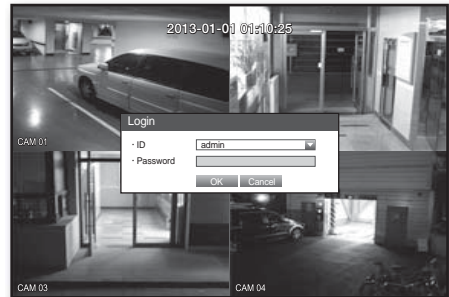 2013-01-01 01:10:25
CAM 01
Login
· ID admin
· Password
OK Cancel
CAM 03 CAM 04